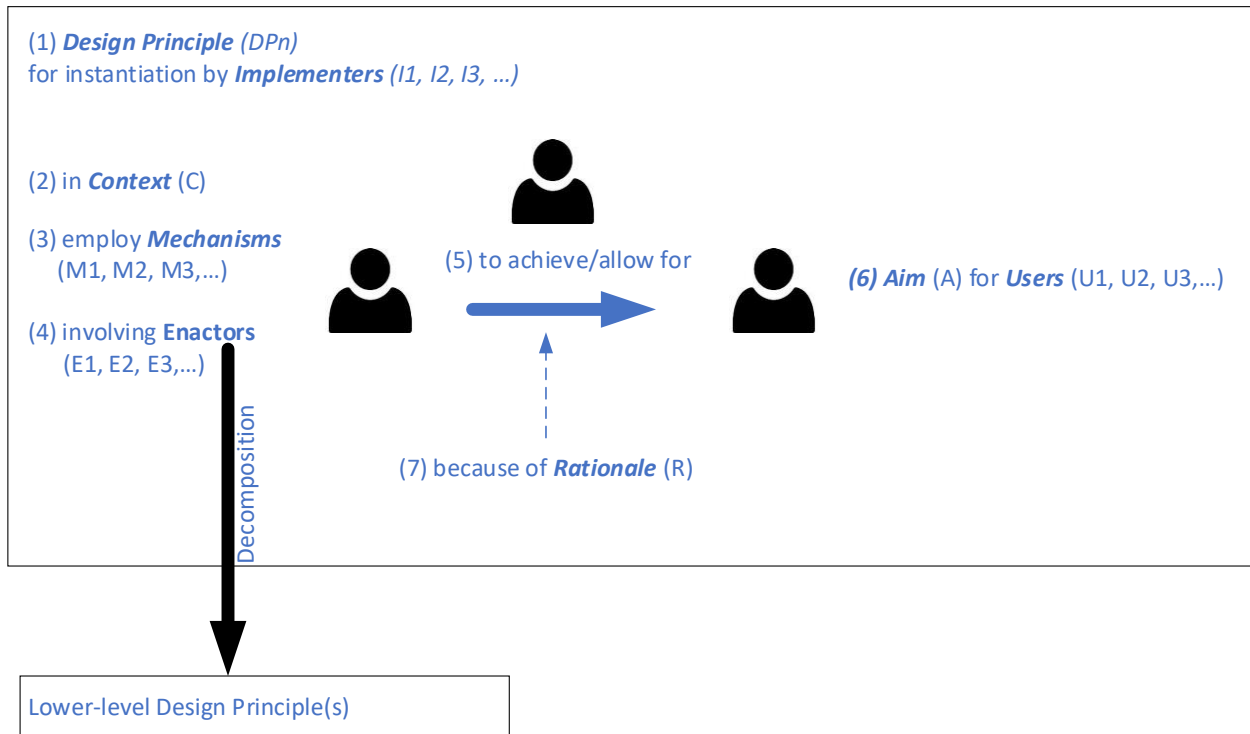 (1) Design Principle (DPn)
for instantiation by Implementers (I1, I2, I3, …)
(2) in Context (C)
(3) employ Mechanisms
(M1, M2, M3,…)
(4) involving Enactors
(E1, E2, E3,…)
(5) to achieve/allow for
(6) Aim (A) for Users (U1, U2, U3,…)
(7) because of Rationale (R)
Decomposition
Lower-level Design Principle(s)